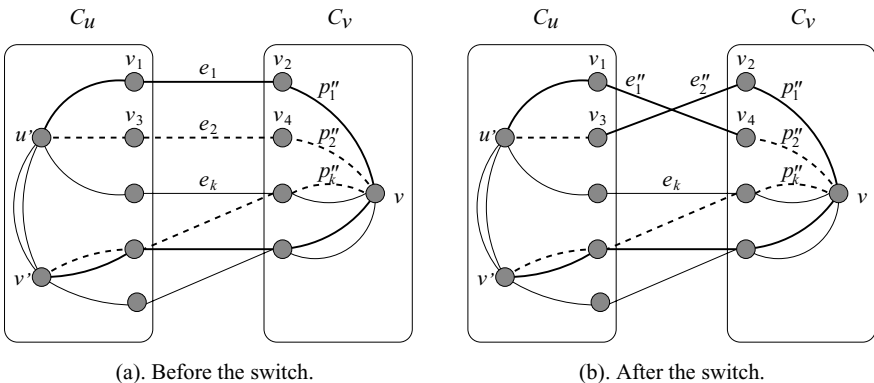 C_u C_v C_u C_v
v_1 e_1 v_2 p''_1 v_1 e''_1 e''_2 v_2 p''_1
u' v_3 e_2 v_4 p''_2 u' v_3 v_4 p''_2
e_k p''_k v e_k p''_k v
v' v'
(a). Before the switch. (b). After the switch.